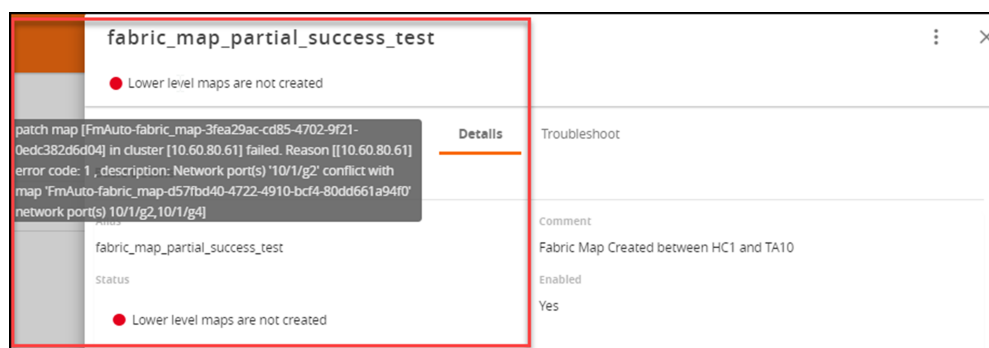 fabric_map_partial_success_test
Lower level maps are not created
patch map [FmAuto-fabric_map-3fea29ac-cd85-4702-9f21-
0edc382d6d04] in cluster [10.60.80.61] failed. Reason [[10.60.80.61]
error code: 1 , description: Network port(s) '10/1/g2' conflict with
map 'FmAuto-fabric_map-d57fbd40-4722-4910-bcf4-80dd661a94f0'
network port(s) 10/1/g2,10/1/g4]
Details
Troubleshoot
Alias
fabric_map_partial_success_test
Comment
Fabric Map Created between HC1 and TA10
Status
Lower level maps are not created
Enabled
Yes